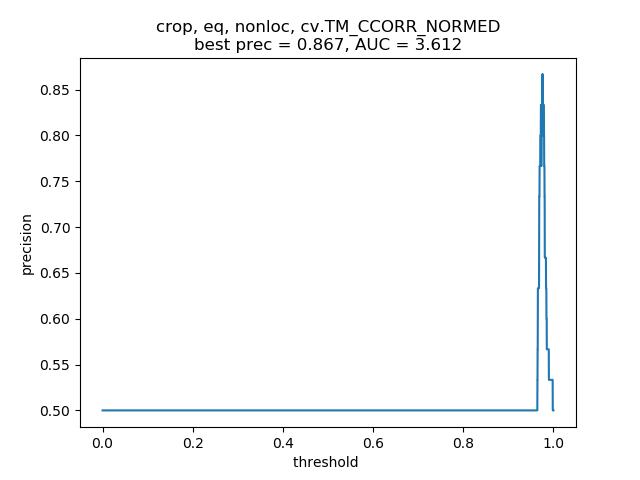 crop, eq, nonloc, cv.TM_CCORR_NORMED
best prec = 0.867, AUC = 3.612
0.85
0.80
0.75
0.70
0.65
0.60
0.55
0.50
precision
0.0 0.2 0.4 0.6 0.8 1.0
threshold